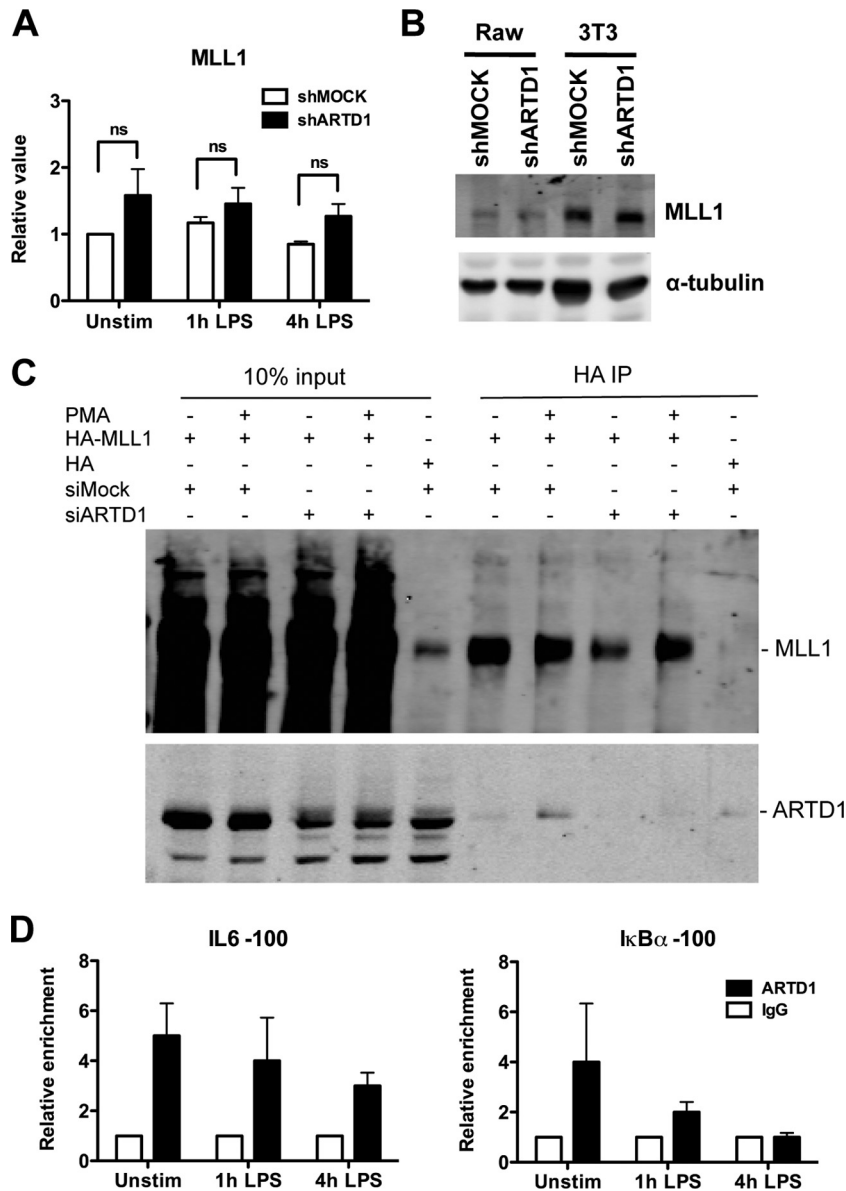 A
MLL1
shMOCK
shARTD1
Relative value
3
2
1
0
ns
ns
ns
Unstim
1h LPS
4h LPS
B
Raw
3T3
shMOCK
shARTD1
shMOCK
shARTD1
MLL1
α-tubulin
C
10% input
HA IP
PMA - + - + - - + - + -
HA-MLL1 + + + + - + + + + -
HA - - - - + - - - - +
siMock + + - - + + + - - +
siARTD1 - - + + - - - + + -
- MLL1
- ARTD1
D
IL6 -100
Relative enrichment
8
6
4
2
0
Unstim
1h LPS
4h LPS
IκBα -100
ARTD1
IgG
Relative enrichment
8
6
4
2
0
Unstim
1h LPS
4h LPS